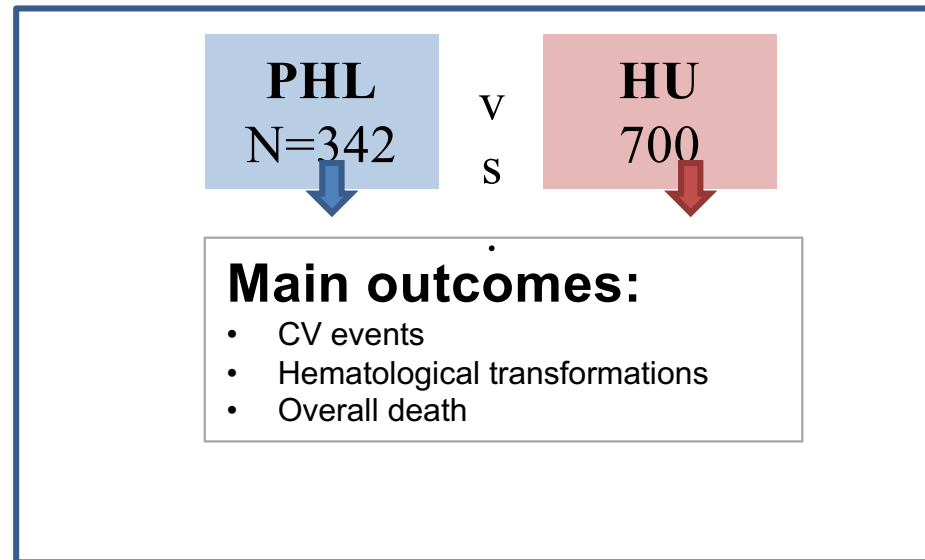 PHL
N=342
v
s
.
HU
700
Main outcomes:
• CV events
• Hematological transformations
• Overall death